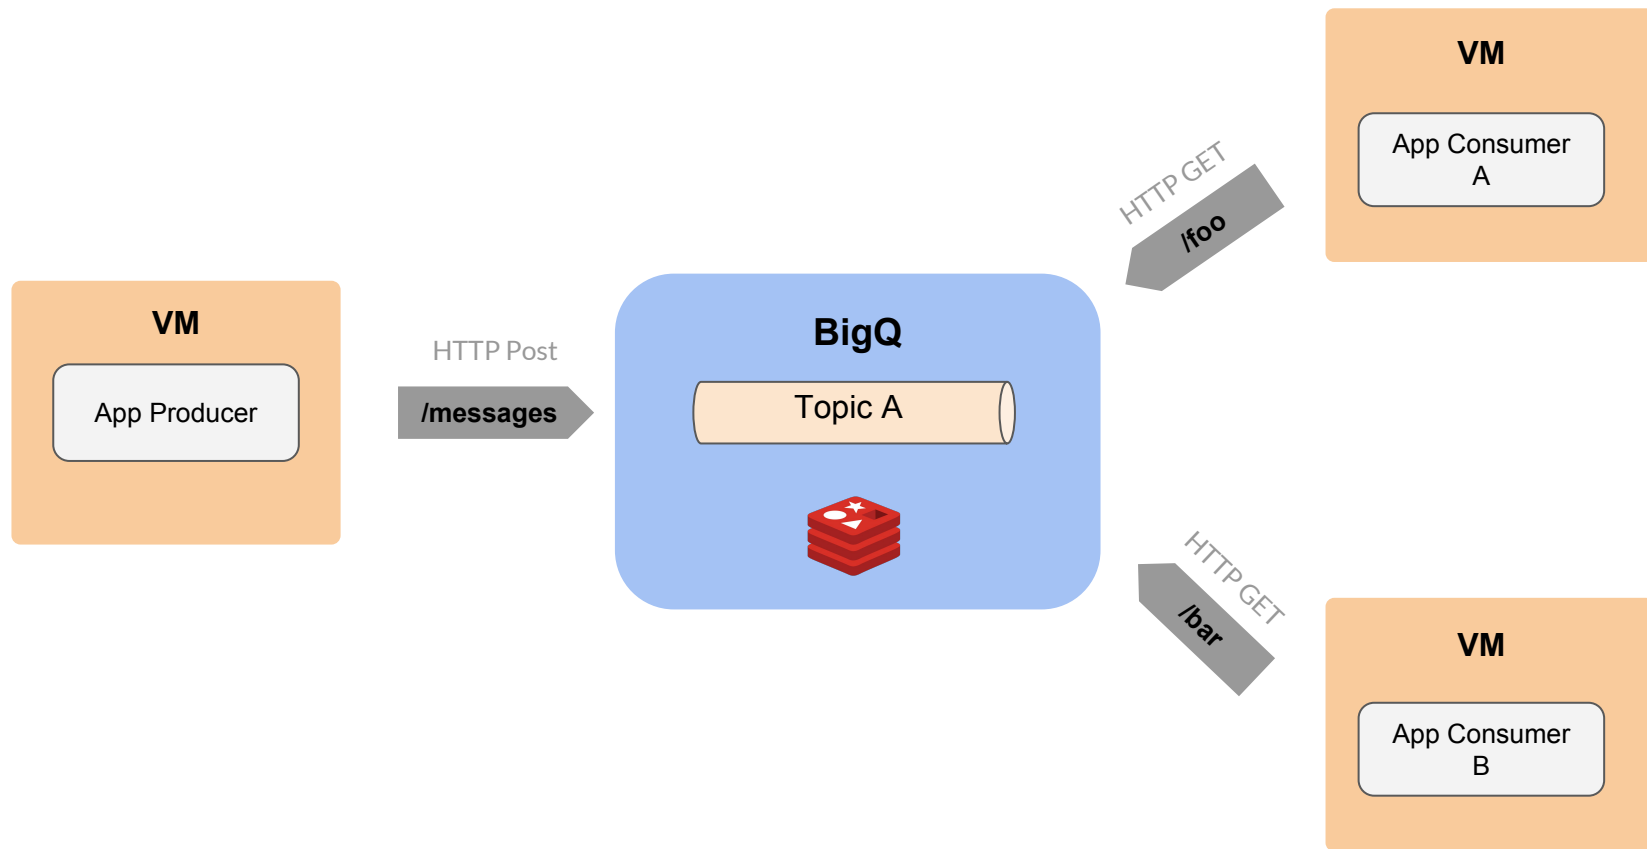 VM
App Producer
HTTP Post
/messages
BigQ
Topic A
HTTP GET
/foo
VM
App Consumer
A
HTTP GET
/bar
VM
App Consumer
B